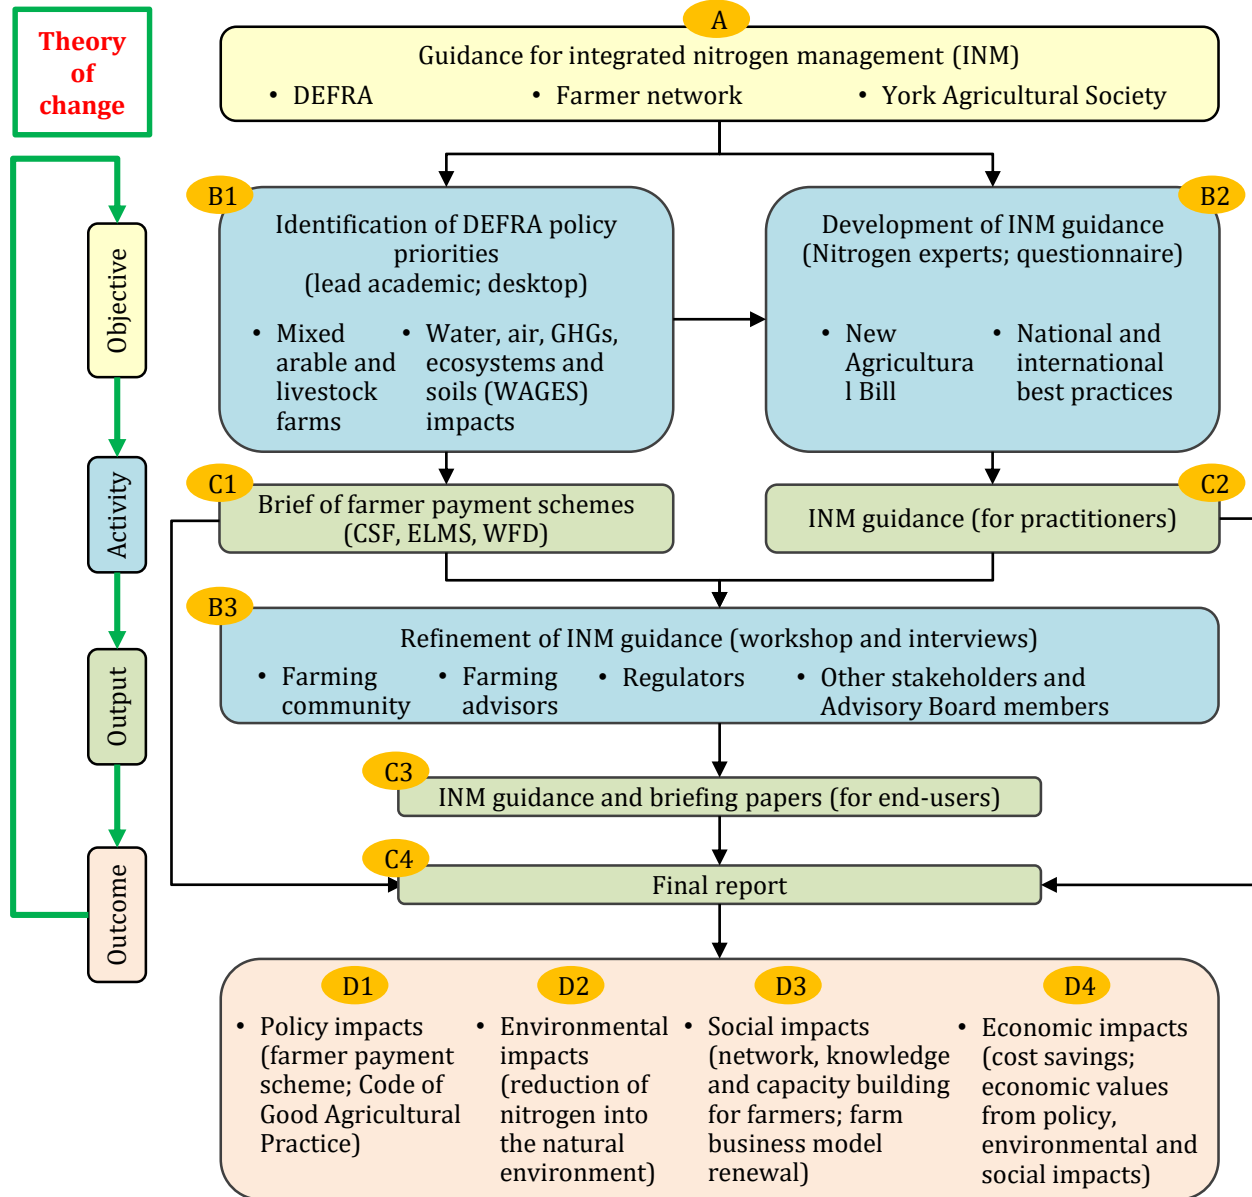 Theory
of
change
Objective
Activity
Output
Outcome
A
Guidance for integrated nitrogen management (INM)
• DEFRA
• Farmer network
• York Agricultural Society
B1
Identification of DEFRA policy
priorities
(lead academic; desktop)
• Mixed
arable and
livestock
farms
• Water, air, GHGs,
ecosystems and
soils (WAGES)
impacts
B2
Development of INM guidance
(Nitrogen experts; questionnaire)
• New
Agricultura
l Bill
• National and
international
best practices
C1
Brief of farmer payment schemes
(CSF, ELMS, WFD)
C2
INM guidance (for practitioners)
B3
Refinement of INM guidance (workshop and interviews)
• Farming
community
• Farming
advisors
• Regulators
• Other stakeholders and
Advisory Board members
C3
INM guidance and briefing papers (for end-users)
C4
Final report
D1
• Policy impacts
(farmer payment
scheme; Code of
Good Agricultural
Practice)
D2
• Environmental
impacts
(reduction of
nitrogen into
the natural
environment)
D3
• Social impacts
(network, knowledge
and capacity building
for farmers; farm
business model
renewal)
D4
• Economic impacts
(cost savings;
economic values
from policy,
environmental and
social impacts)